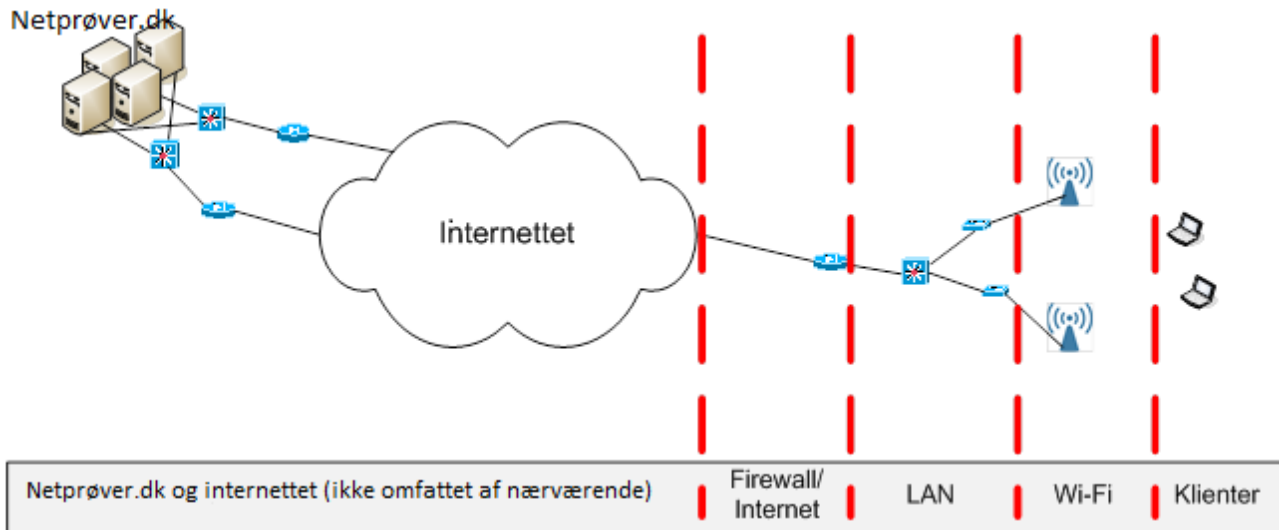 Netprøver.dk
Internettet
Netprøver.dk og internettet (ikke omfattet af nærværende)
Firewall/
Internet
LAN
Wi-Fi
Klienter